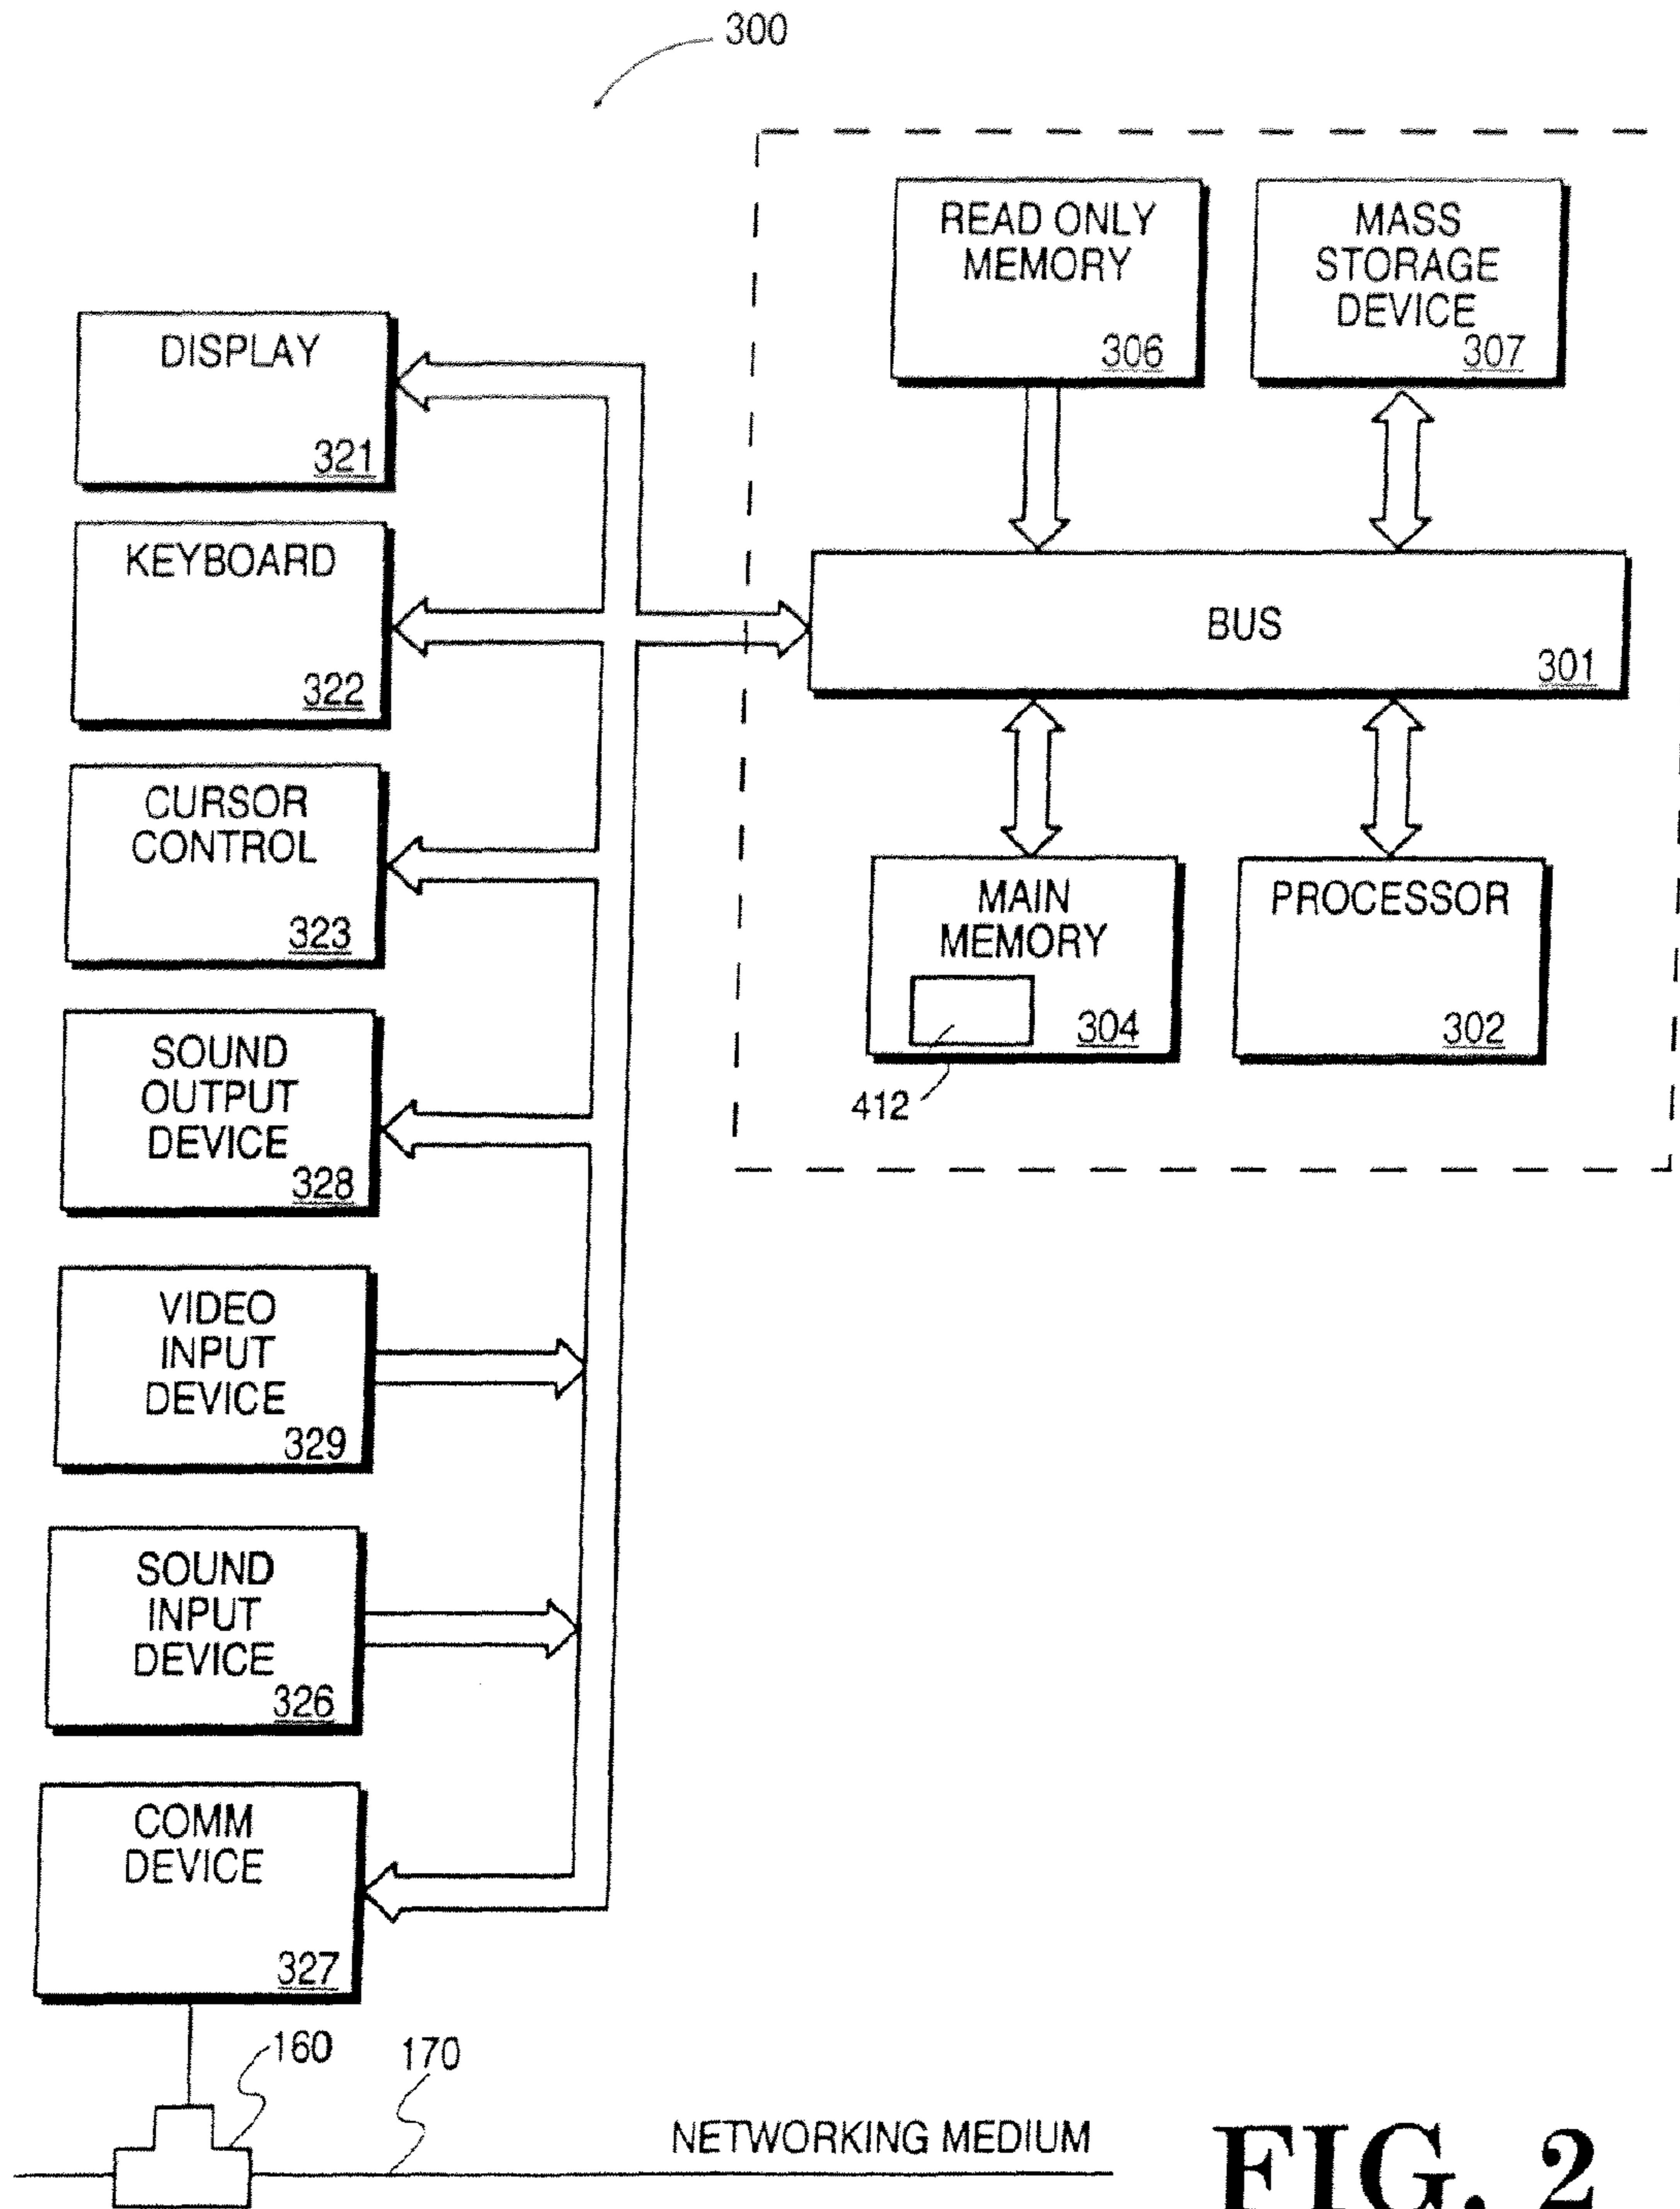 300
READ ONLY
MEMORY
306
MASS
STORAGE
DEVICE
307
DISPLAY
321
KEYBOARD
322
BUS
301
CURSOR
CONTROL
323
MAIN
MEMORY
304
412
PROCESSOR
302
SOUND
OUTPUT
DEVICE
328
VIDEO
INPUT
DEVICE
329
SOUND
INPUT
DEVICE
326
COMM
DEVICE
327
160
170
NETWORKING MEDIUM
FIG. 2